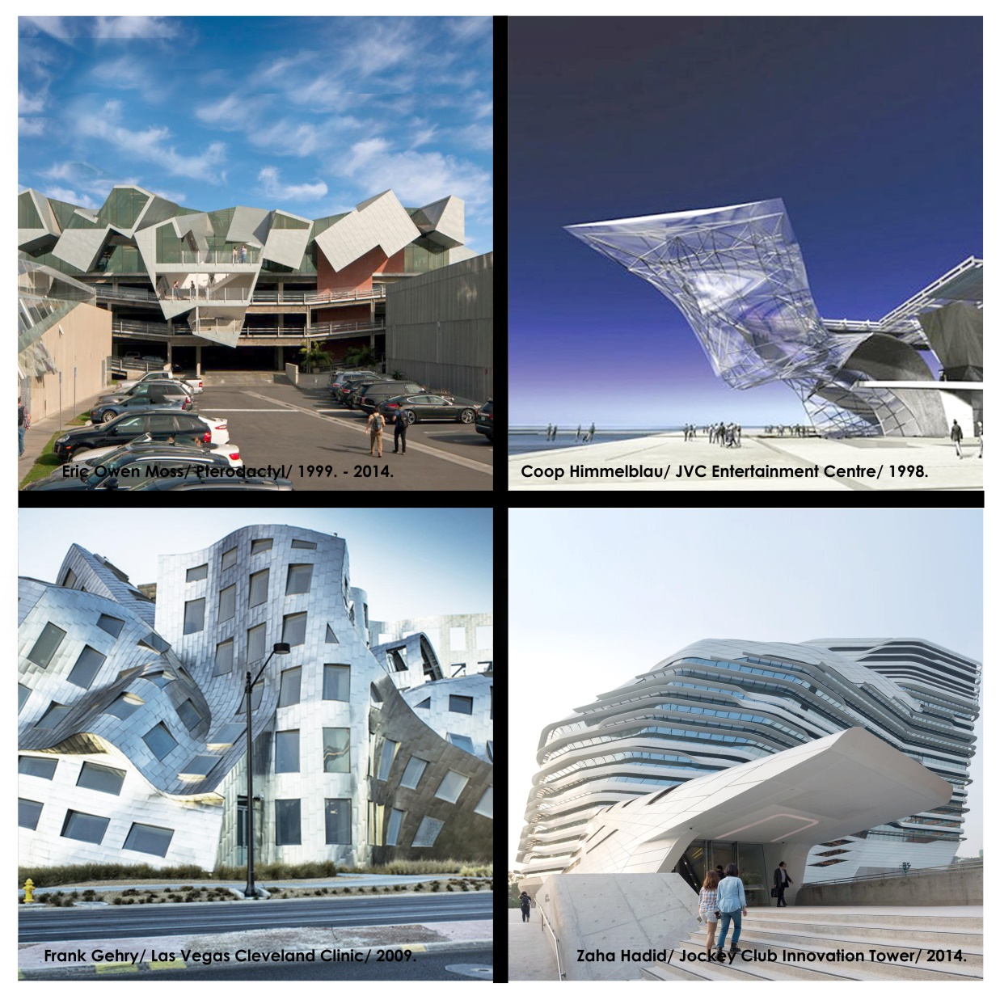 Eric Owen Moss/ Pterodactyl/ 1999. - 2014.
Coop Himmelblau/ JVC Entertainment Centre/ 1998.
Frank Gehry/ Las Vegas Cleveland Clinic/ 2009.
Zaha Hadid/ Jockey Club Innovation Tower/ 2014.